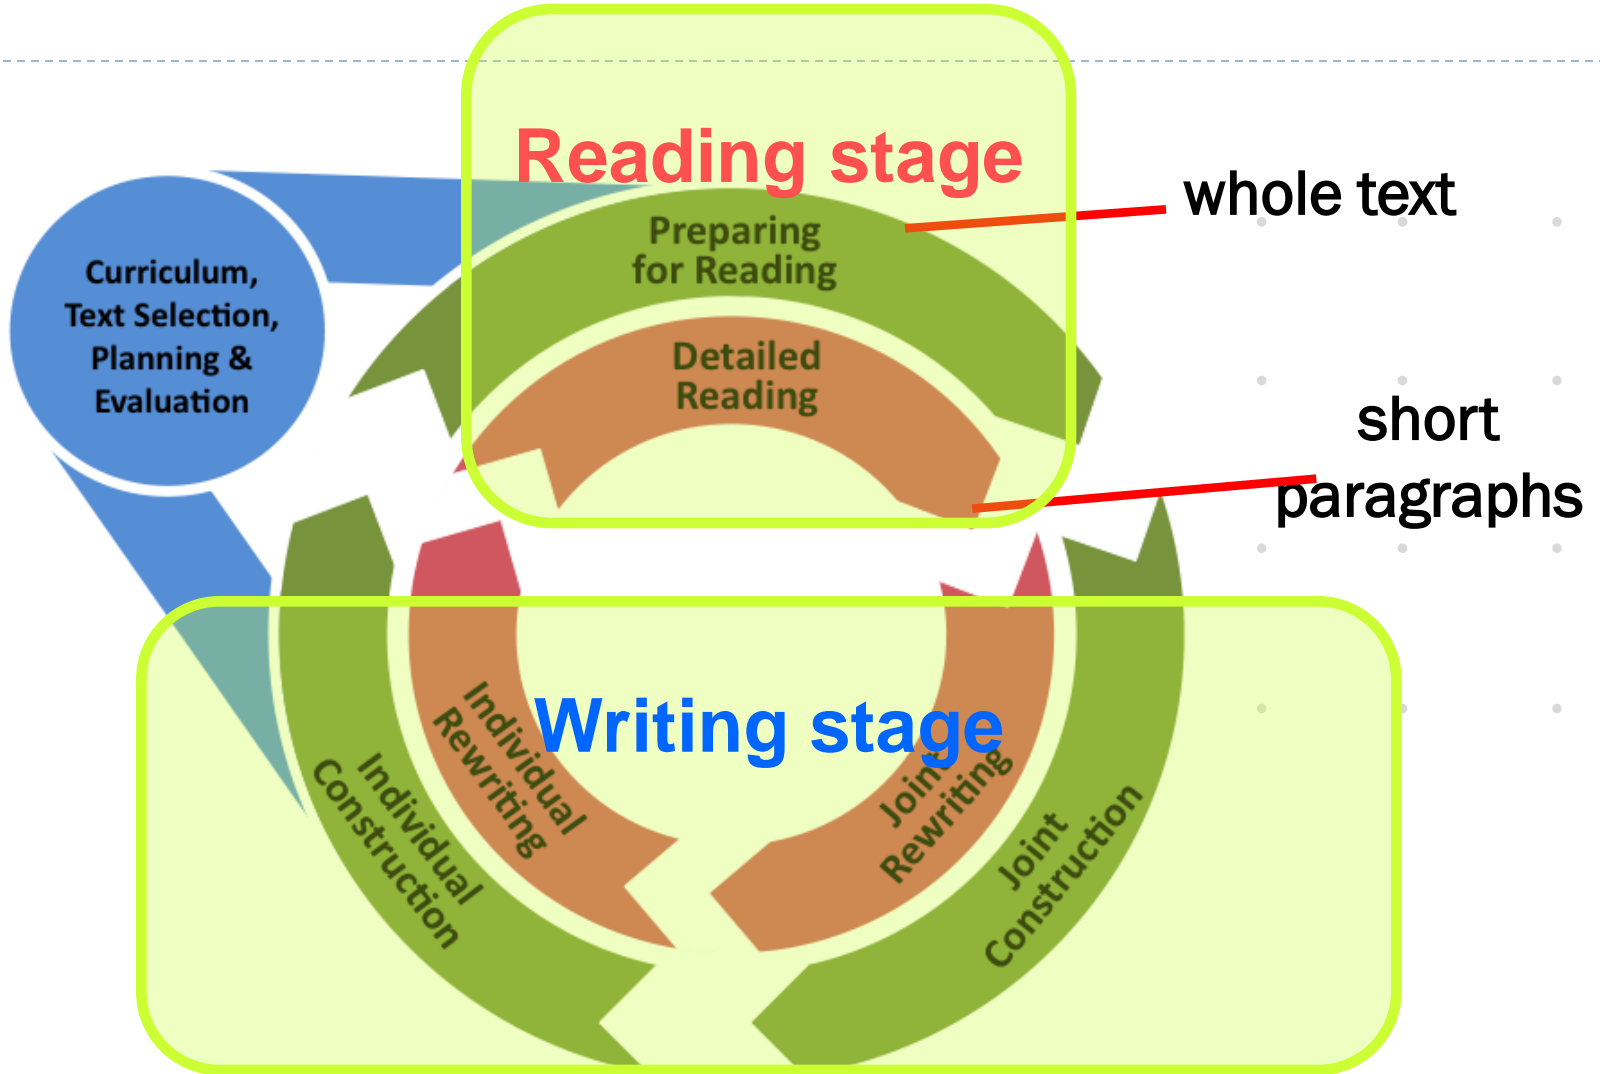 Reading stage
whole text
Preparing
for Reading
Curriculum,
Text Selection,
Planning &
Evaluation
Detailed
Reading
short
paragraphs
Writing stage
Individual
Rewriting
Joint
Rewriting
Individual
Construction
Joint
Construction